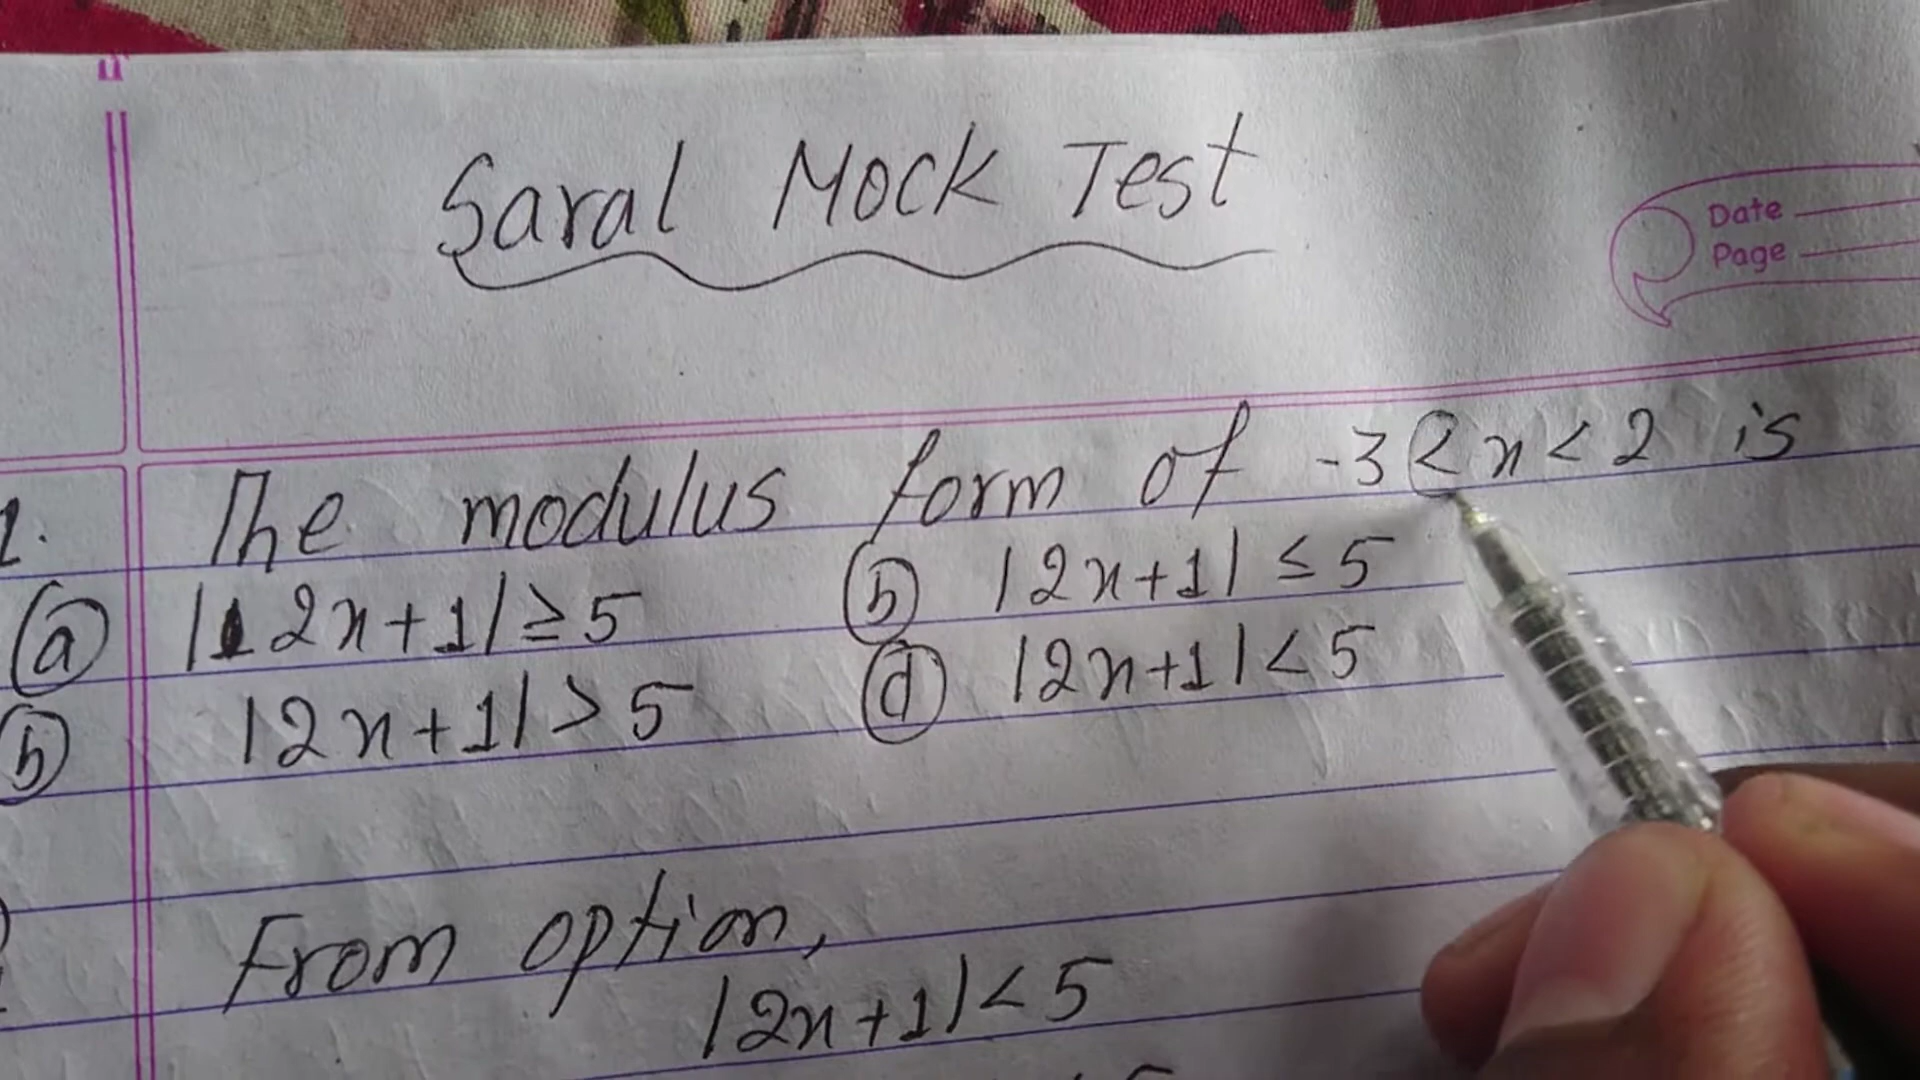 Saral Mock Test
Date
Page
1. The modulus form of -3 < x < 2 is
(a) |2x+1| ≥ 5 (b) |2x+1| ≤ 5
(b) |2x+1| > 5 (d) |2x+1| < 5
From option,
|2x+1| < 5